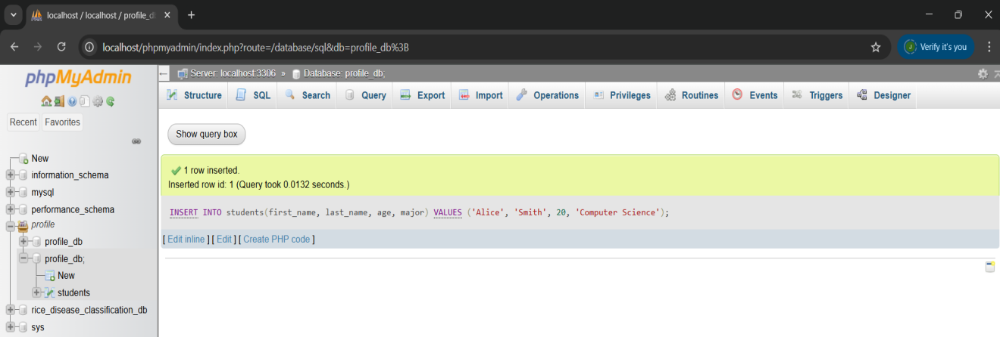 localhost / localhost / profile_d
localhost/phpmyadmin/index.php?route=/database/sql&db=profile_db%3B
J
Verify it's you
phpMyAdmin
Server: localhost:3306 » Database: profile_db;
Structure SQL Search Query Export Import Operations Privileges Routines Events Triggers Designer
Recent Favorites
Show query box
New
information_schema
mysql
performance_schema
profile
profile_db
profile_db;
New
students
rice_disease_classification_db
sys
1 row inserted.
Inserted row id: 1 (Query took 0.0132 seconds.)
INSERT INTO students(first_name, last_name, age, major) VALUES ('Alice', 'Smith', 20, 'Computer Science');
[ Edit inline ] [ Edit ] [ Create PHP code ]